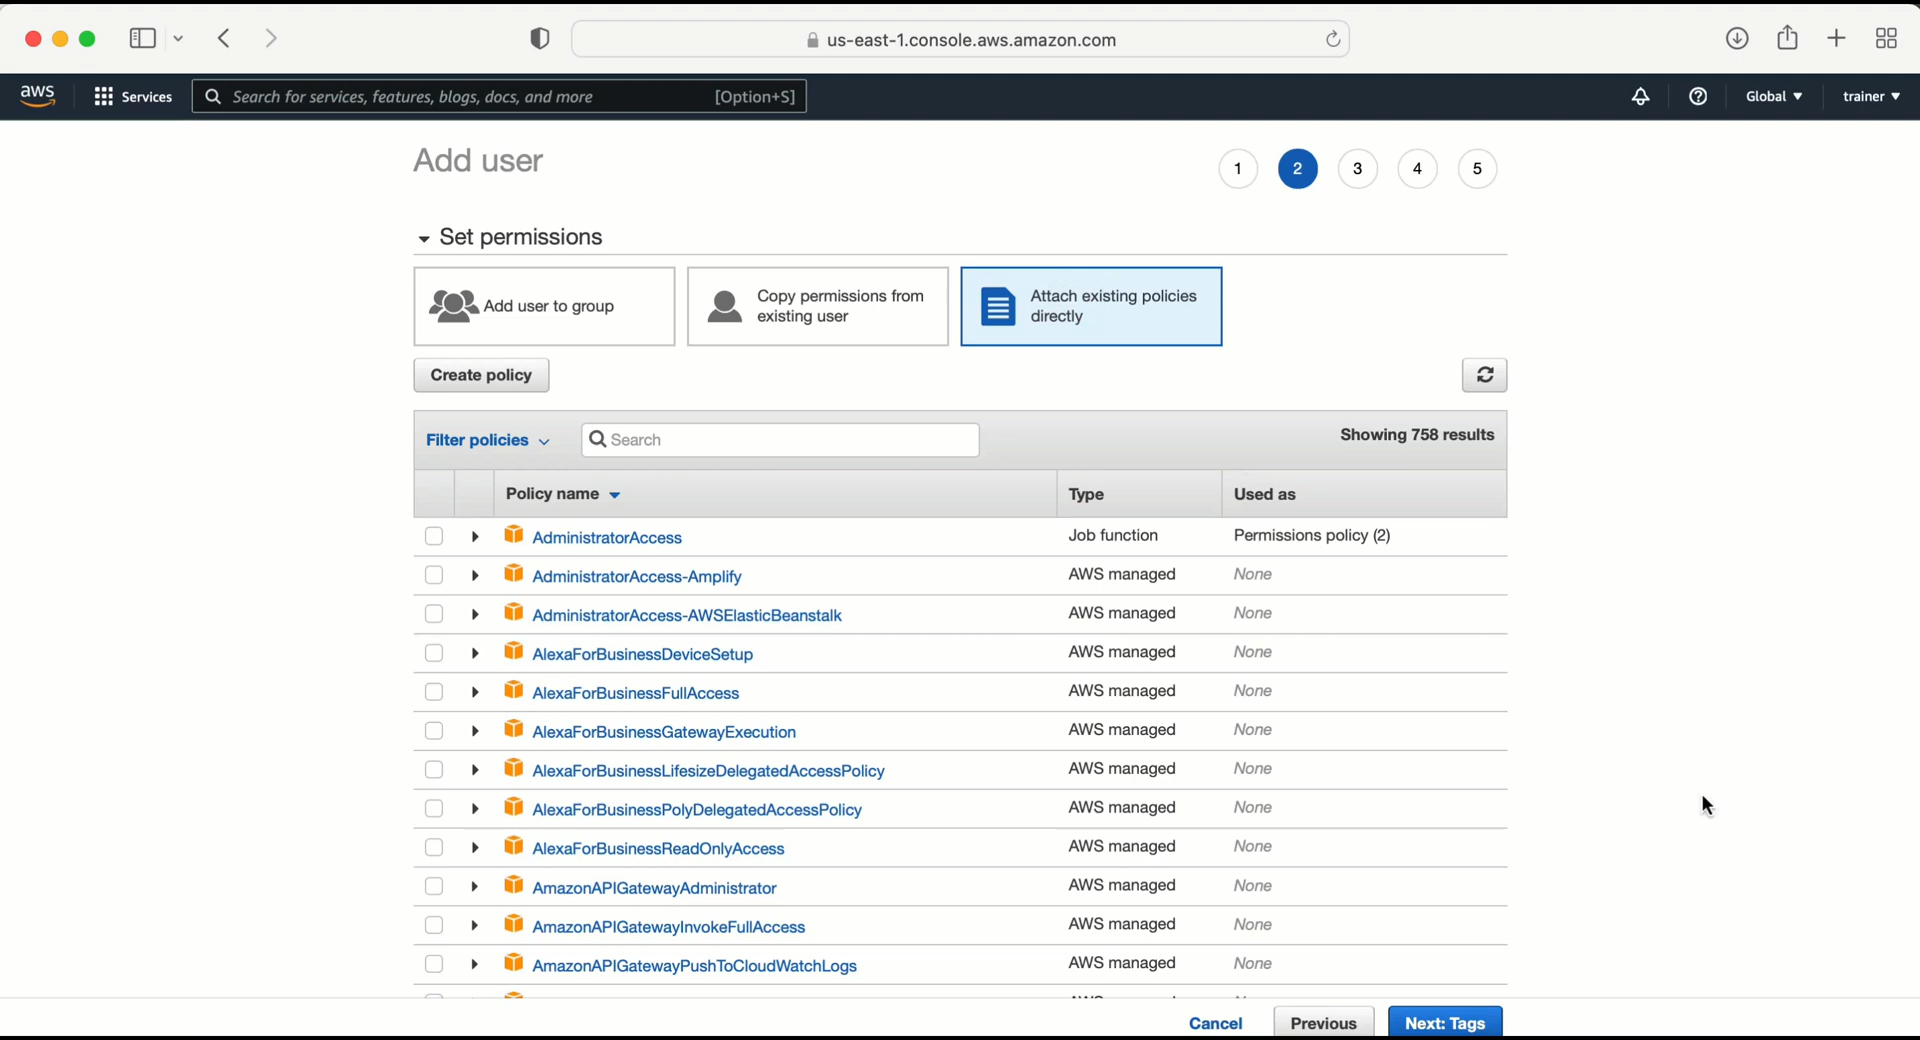 us-east-1.console.aws.amazon.com
aws
Services
Search for services, features, blogs, docs, and more
[Option+S]
Global
trainer
Add user
1
2
3
4
5
Set permissions
Add user to group
Copy permissions from
existing user
Attach existing policies
directly
Create policy
Filter policies
Search
Showing 758 results
Policy name
Type
Used as
AdministratorAccess
Job function
Permissions policy (2)
AdministratorAccess-Amplify
AWS managed
None
AdministratorAccess-AWSElasticBeanstalk
AWS managed
None
AlexaForBusinessDeviceSetup
AWS managed
None
AlexaForBusinessFullAccess
AWS managed
None
AlexaForBusinessGatewayExecution
AWS managed
None
AlexaForBusinessLifesizeDelegatedAccessPolicy
AWS managed
None
AlexaForBusinessPolyDelegatedAccessPolicy
AWS managed
None
AlexaForBusinessReadOnlyAccess
AWS managed
None
AmazonAPIGatewayAdministrator
AWS managed
None
AmazonAPIGatewayInvokeFullAccess
AWS managed
None
AmazonAPIGatewayPushToCloudWatchLogs
AWS managed
None
Cancel
Previous
Next: Tags